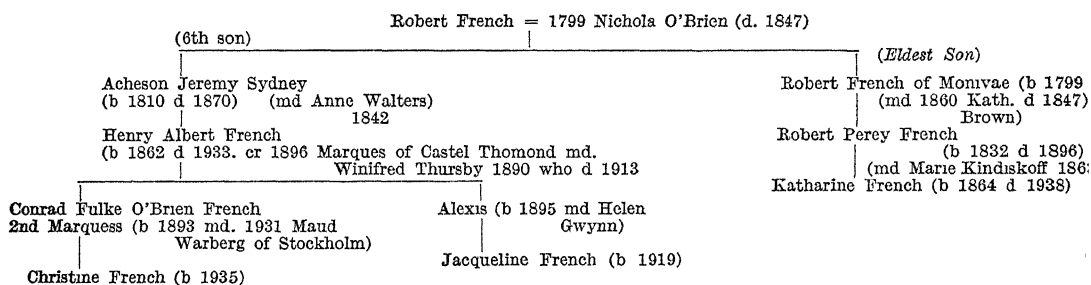 Robert French = 1799 Nichola O'Brien (d. 1847)
(6th son)
(Eldest Son)
Acheson Jeremy Sydney
(b 1810 d 1870) (md Anne Walters)
1842
Robert French of Monivae (b 1799
(md 1860 Kath. d 1847)
Brown)
Henry Albert French
(b 1862 d 1933. cr 1896 Marques of Castel Thomond md.
Winifred Thursby 1890 who d 1913
Robert Percy French
(b 1832 d 1896)
(md Marie Kindiskoff 1863
Katharine French (b 1864 d 1938)
Conrad Fulke O'Brien French
2nd Marquess (b 1893 md. 1931 Maud
Warberg of Stockholm)
Alexis (b 1895 md Helen
Gwynn)
Jacqueline French (b 1919)
Christine French (b 1935)